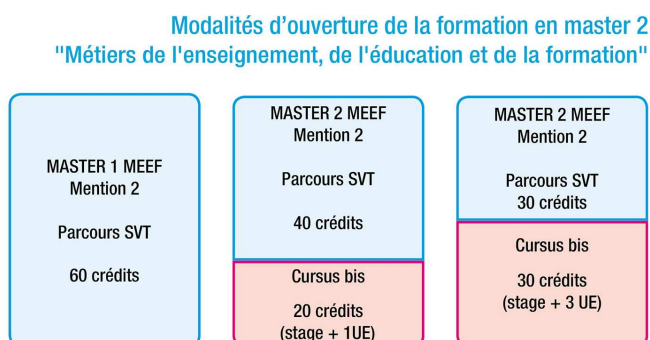 Modalités d’ouverture de la formation en master 2
"Métiers de l'enseignement, de l'éducation et de la formation"
MASTER 1 MEEF
Mention 2
Parcours SVT
60 crédits
MASTER 2 MEEF
Mention 2
Parcours SVT
40 crédits
Cursus bis
20 crédits
(stage + 1UE)
MASTER 2 MEEF
Mention 2
Parcours SVT
30 crédits
Cursus bis
30 crédits
(stage + 3 UE)